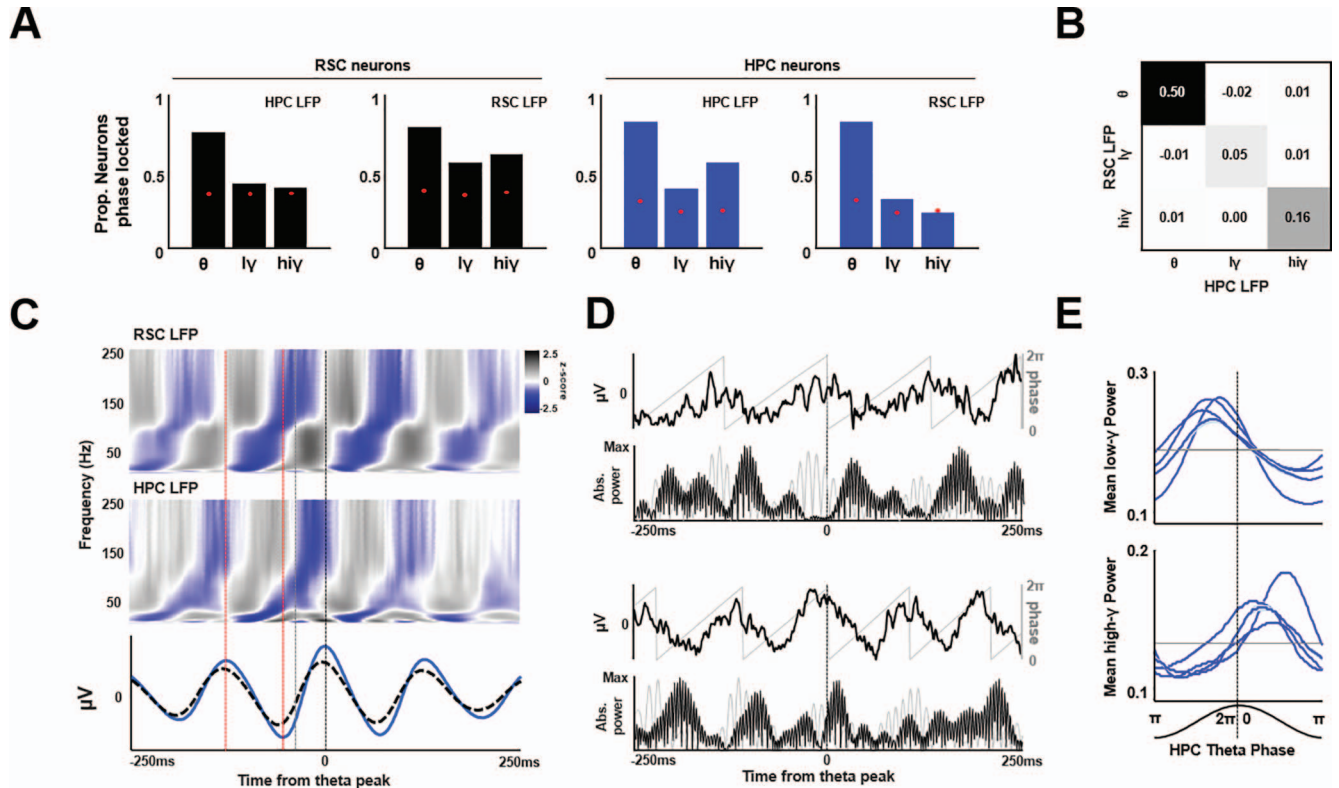 A
RSC neurons
HPC neurons
Prop. Neurons
phase locked
1
0.5
0
HPC LFP
θ lγ hiγ
1
0.5
0
RSC LFP
θ lγ hiγ
1
0.5
0
HPC LFP
θ lγ hiγ
1
0.5
0
RSC LFP
θ lγ hiγ
B
RSC LFP
θ
lγ
hiγ
0.50 -0.02 0.01
-0.01 0.05 0.01
0.01 0.00 0.16
θ lγ hiγ
HPC LFP
C
RSC LFP
250
150
50
2.5
0
-2.5
z-score
Frequency (Hz)
HPC LFP
250
150
50
µV
0
-250ms 0 250ms
Time from theta peak
D
µV
0
2π
phase
0
Max
Abs.
power
-250ms 0 250ms
µV
0
2π
phase
0
Max
Abs.
power
-250ms 0 250ms
Time from theta peak
E
Mean low-γ Power
0.3
0.1
Mean high-γ Power
0.2
0.1
π 2π 0 π
HPC Theta Phase